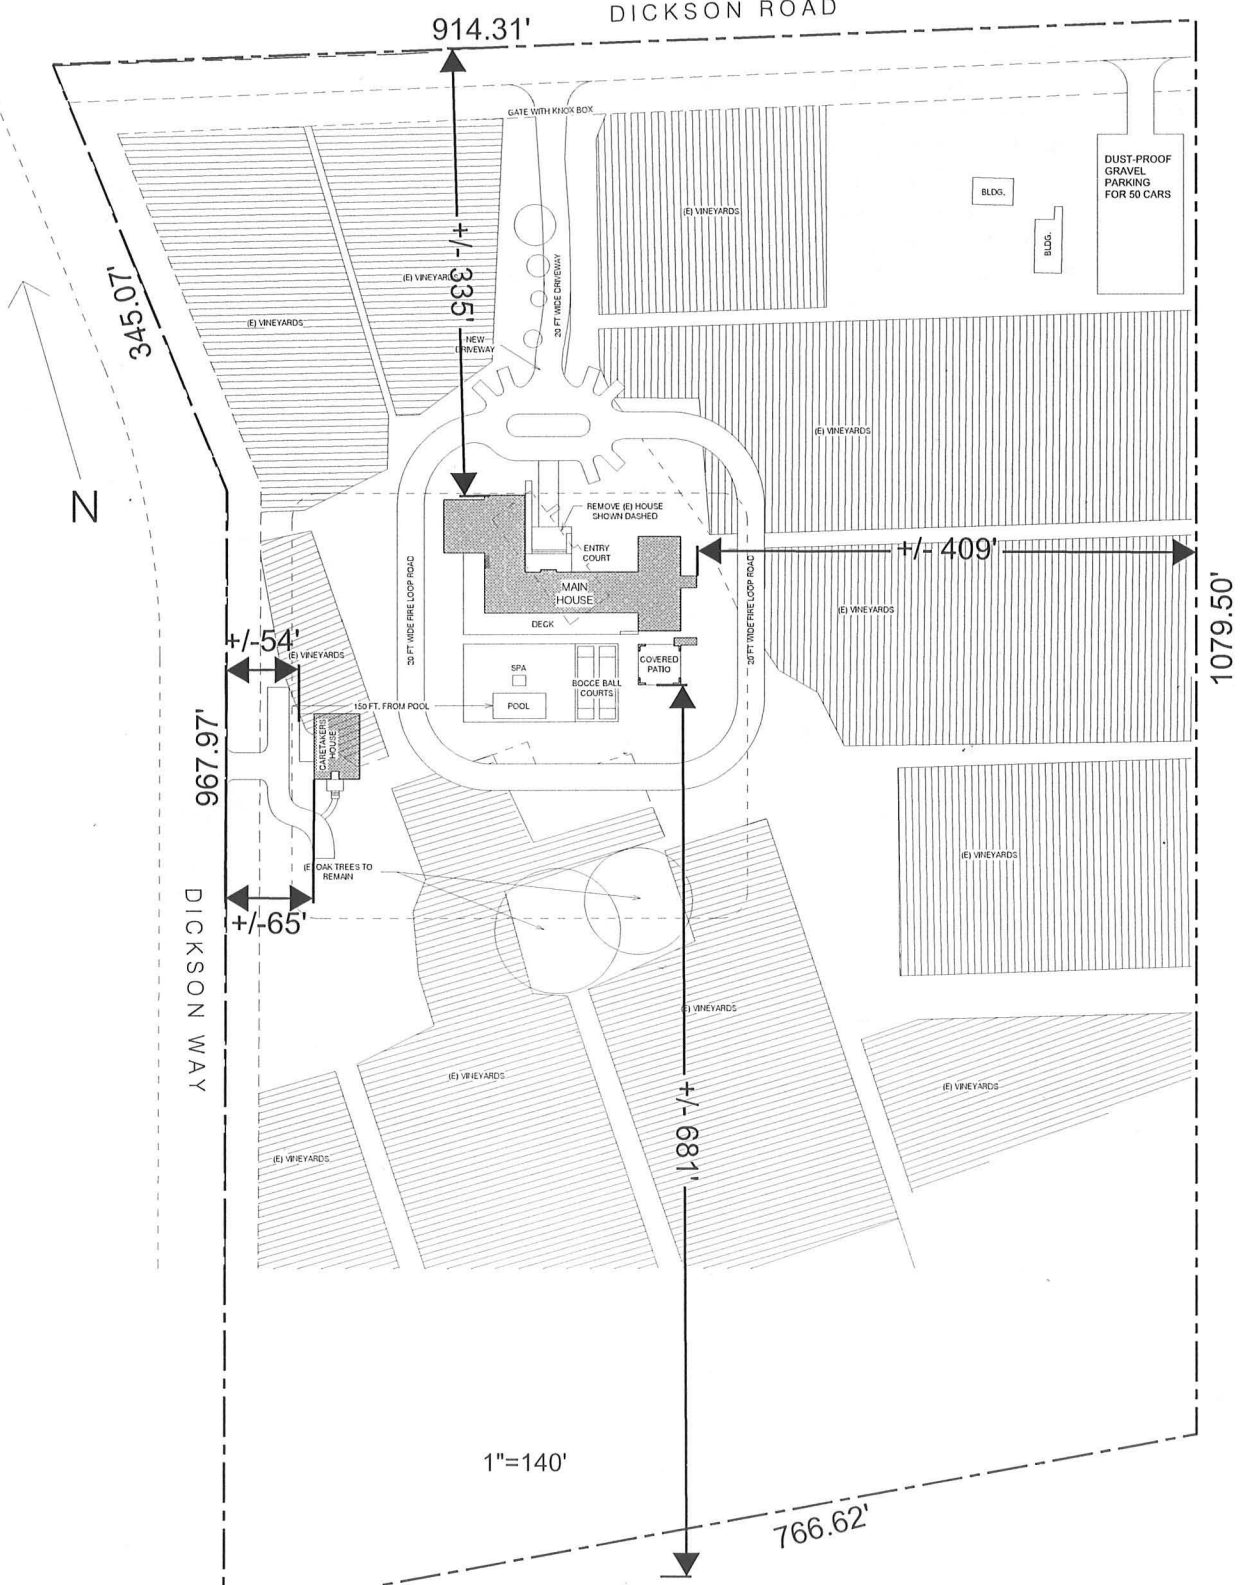 DICKSON ROAD
914.31'
GATE WITH KNOX BOX
DUST-PROOF
GRAVEL
PARKING
FOR 50 CARS
BLDG.
BLDG.
(E) VINEYARDS
+/- 335'
(E) VINEYARDS
20 FT WIDE DRIVEWAY
345.07'
(E) VINEYARDS
NEW
DRIVEWAY
(E) VINEYARDS
N
REMOVE (E) HOUSE
SHOWN DASHED
ENTRY
COURT
+/- 409'
MAIN
HOUSE
20 FT WIDE FIRE LOOP ROAD
20 FT WIDE FIRE LOOP ROAD
(E) VINEYARDS
1079.50'
DECK
+/-54'
(E) VINEYARDS
SPA
COVERED
PATIO
BOCCE BALL
COURTS
150 FT. FROM POOL
POOL
CARETAKERS
HOUSE
967.97'
(E) OAK TREES TO
REMAIN
(E) VINEYARDS
+/-65'
DICKSON WAY
(E) VINEYARDS
(E) VINEYARDS
(E) VINEYARDS
+/- 681'
(E) VINEYARDS
1"=140'
766.62'